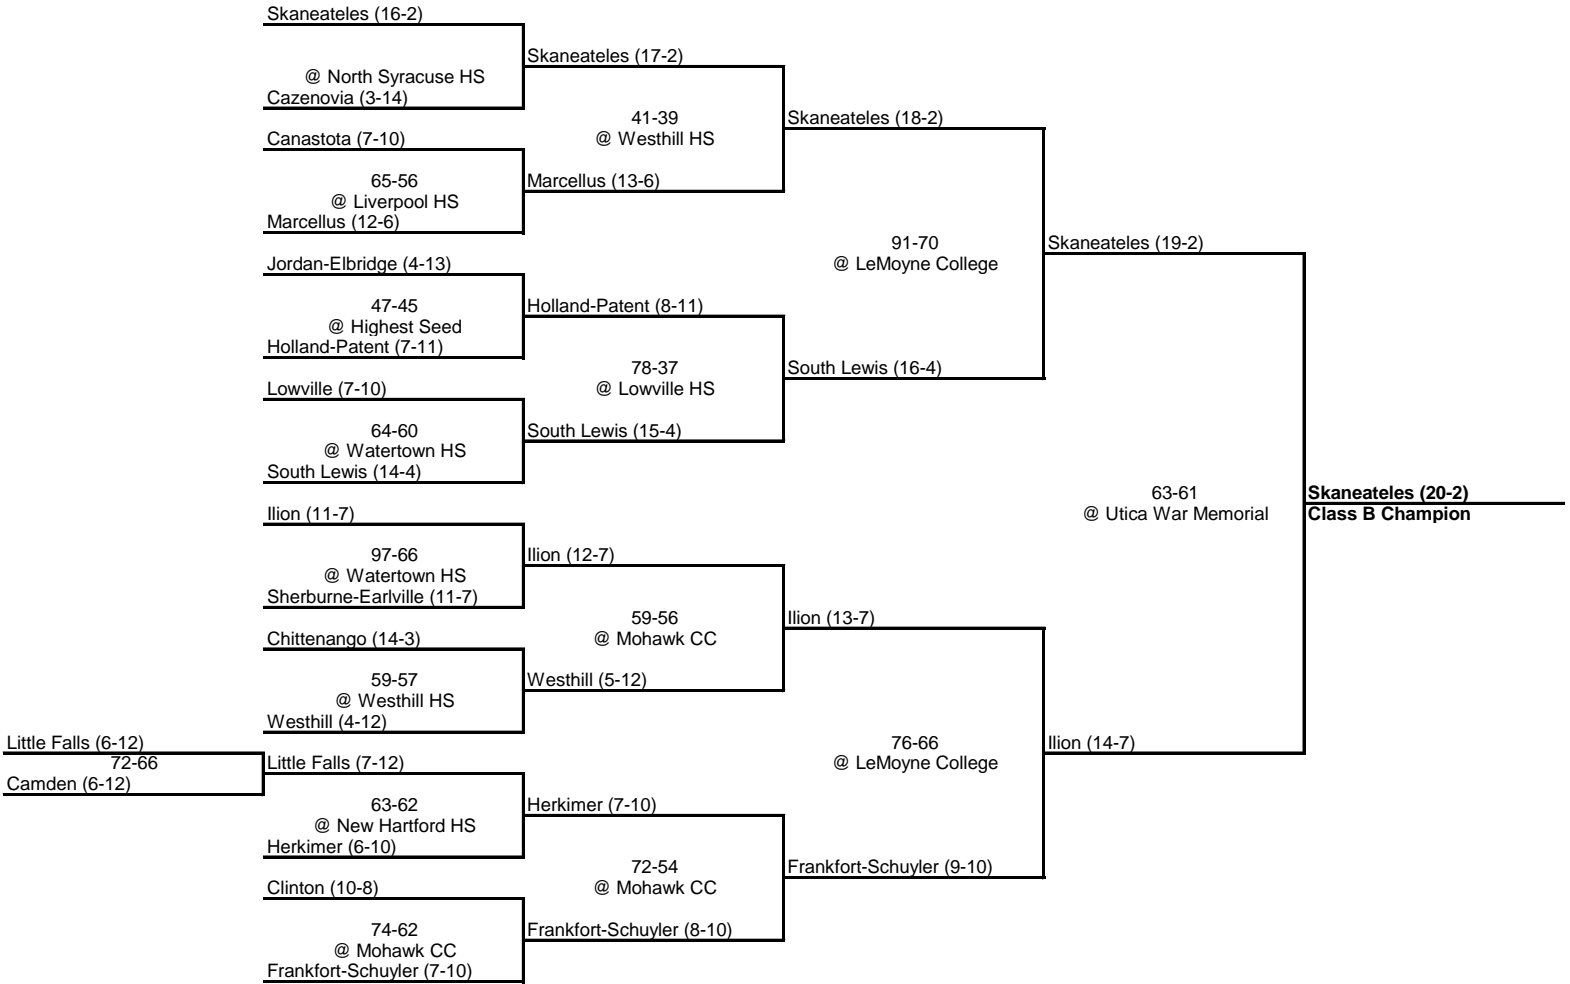 Skaneateles (16-2)
Skaneateles (17-2)
@ North Syracuse HS
Cazenovia (3-14)
41-39
@ Westhill HS
Skaneateles (18-2)
Canastota (7-10)
65-56
@ Liverpool HS
Marcellus (13-6)
Marcellus (12-6)
91-70
@ LeMoyne College
Skaneateles (19-2)
Jordan-Elbridge (4-13)
47-45
@ Highest Seed
Holland-Patent (8-11)
Holland-Patent (7-11)
78-37
@ Lowville HS
South Lewis (16-4)
Lowville (7-10)
64-60
@ Watertown HS
South Lewis (15-4)
South Lewis (14-4)
63-61
@ Utica War Memorial
Skaneateles (20-2)
Class B Champion
Ilion (11-7)
97-66
@ Watertown HS
Ilion (12-7)
Sherburne-Earlville (11-7)
59-56
@ Mohawk CC
Ilion (13-7)
Chittenango (14-3)
59-57
@ Westhill HS
Westhill (5-12)
Westhill (4-12)
76-66
@ LeMoyne College
Ilion (14-7)
Little Falls (6-12)
72-66
Camden (6-12)
Little Falls (7-12)
63-62
@ New Hartford HS
Herkimer (7-10)
Herkimer (6-10)
72-54
@ Mohawk CC
Frankfort-Schuyler (9-10)
Clinton (10-8)
74-62
@ Mohawk CC
Frankfort-Schuyler (8-10)
Frankfort-Schuyler (7-10)